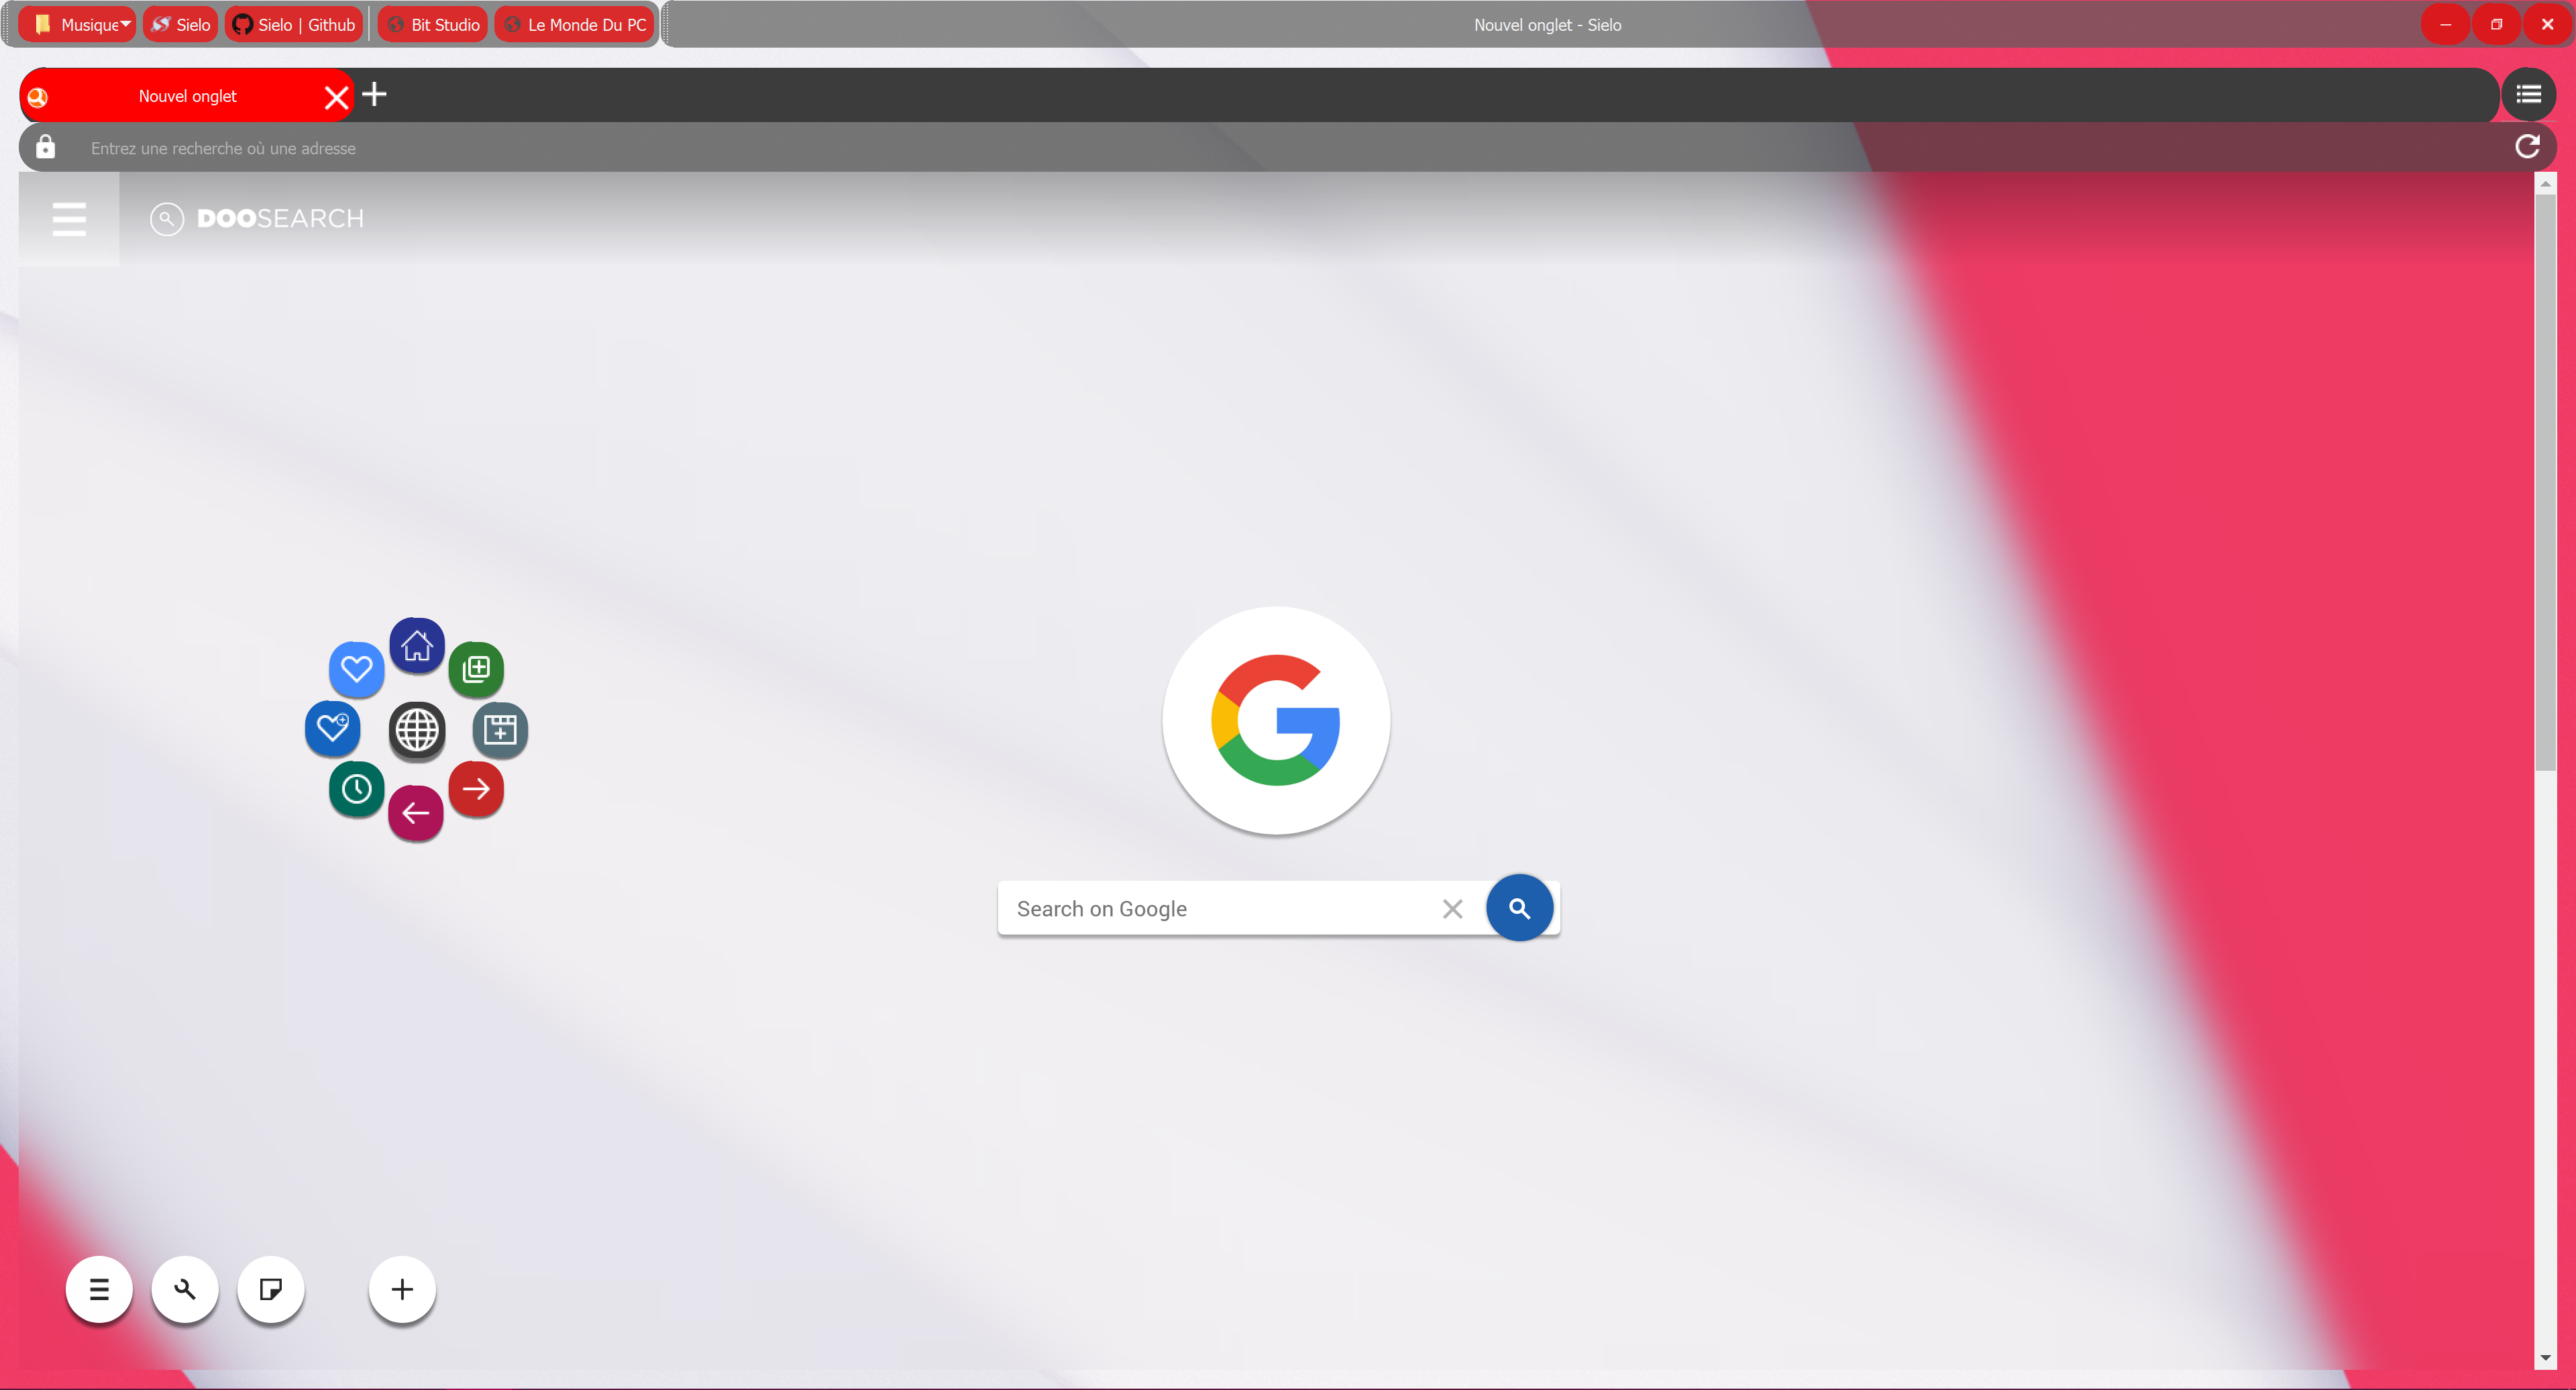 Musique
Sielo
Sielo | Github
Bit Studio
Le Monde Du PC
Nouvel onglet - Sielo
Nouvel onglet
Entrez une recherche où une adresse
DOOSEARCH
Search on Google